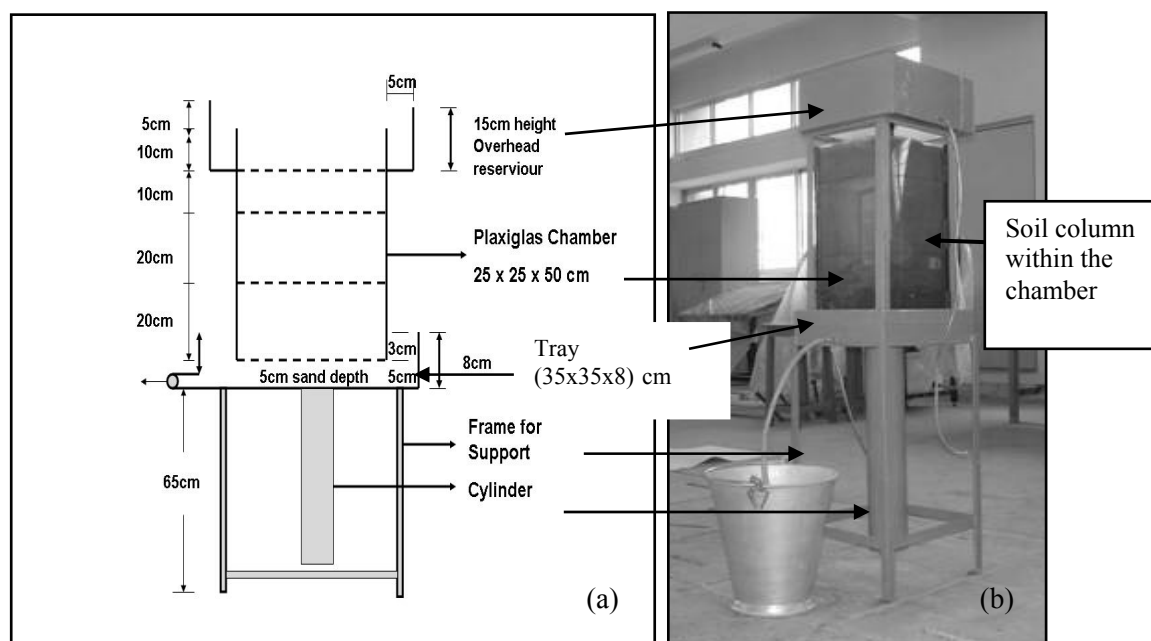 5cm
5cm
10cm
10cm
20cm
20cm
15cm height
Overhead
reserviour
Plaxiglas Chamber
25 x 25 x 50 cm
3cm
8cm
5cm sand depth
5cm
Tray
(35x35x8) cm
Frame for
Support
65cm
Cylinder
(a)
Soil column
within the
chamber
(b)